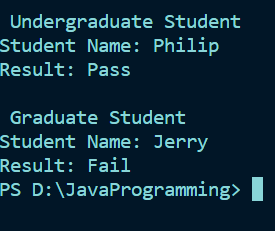 Undergraduate Student
Student Name: Philip
Result: Pass
Graduate Student
Student Name: Jerry
Result: Fail
PS D:\JavaProgramming>